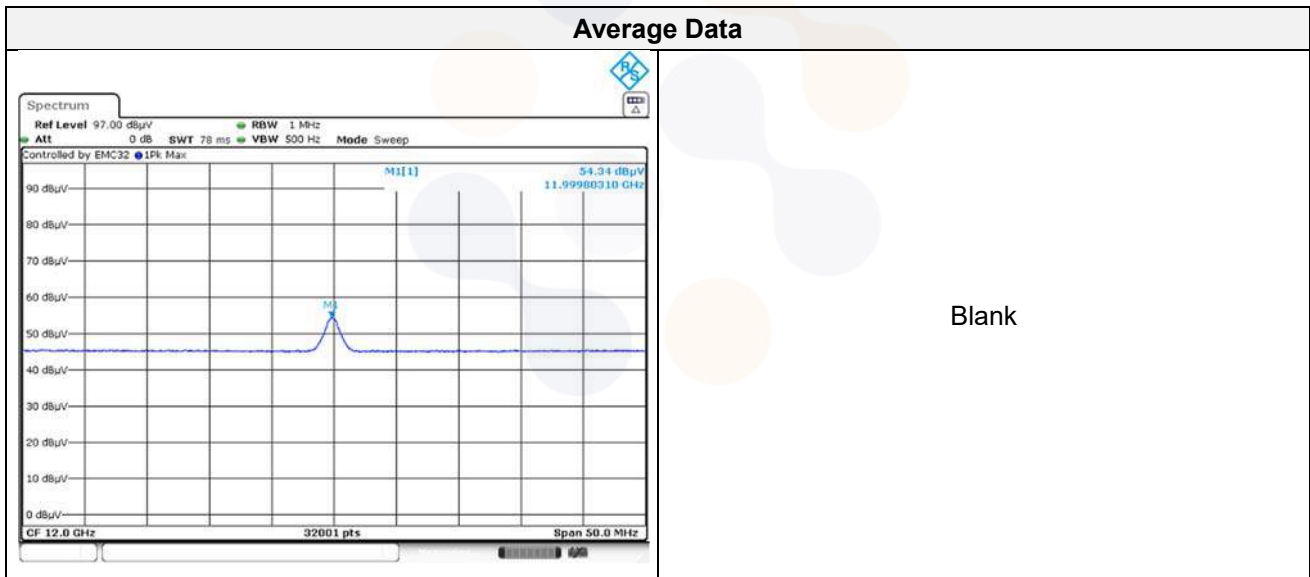 Average Data
R&S
Spectrum
Ref Level 97.00 dBµV RBW 1 MHz
Att 0 dB SWT 78 ms VBW 500 Hz Mode Sweep
Controlled by EMC32 1Pk Max
M1[1] 54.34 dBµV
11.99980310 GHz
90 dBµV
80 dBµV
70 dBµV
60 dBµV
M1
50 dBµV
40 dBµV
30 dBµV
20 dBµV
10 dBµV
0 dBµV
CF 12.0 GHz 32001 pts Span 50.0 MHz
Blank